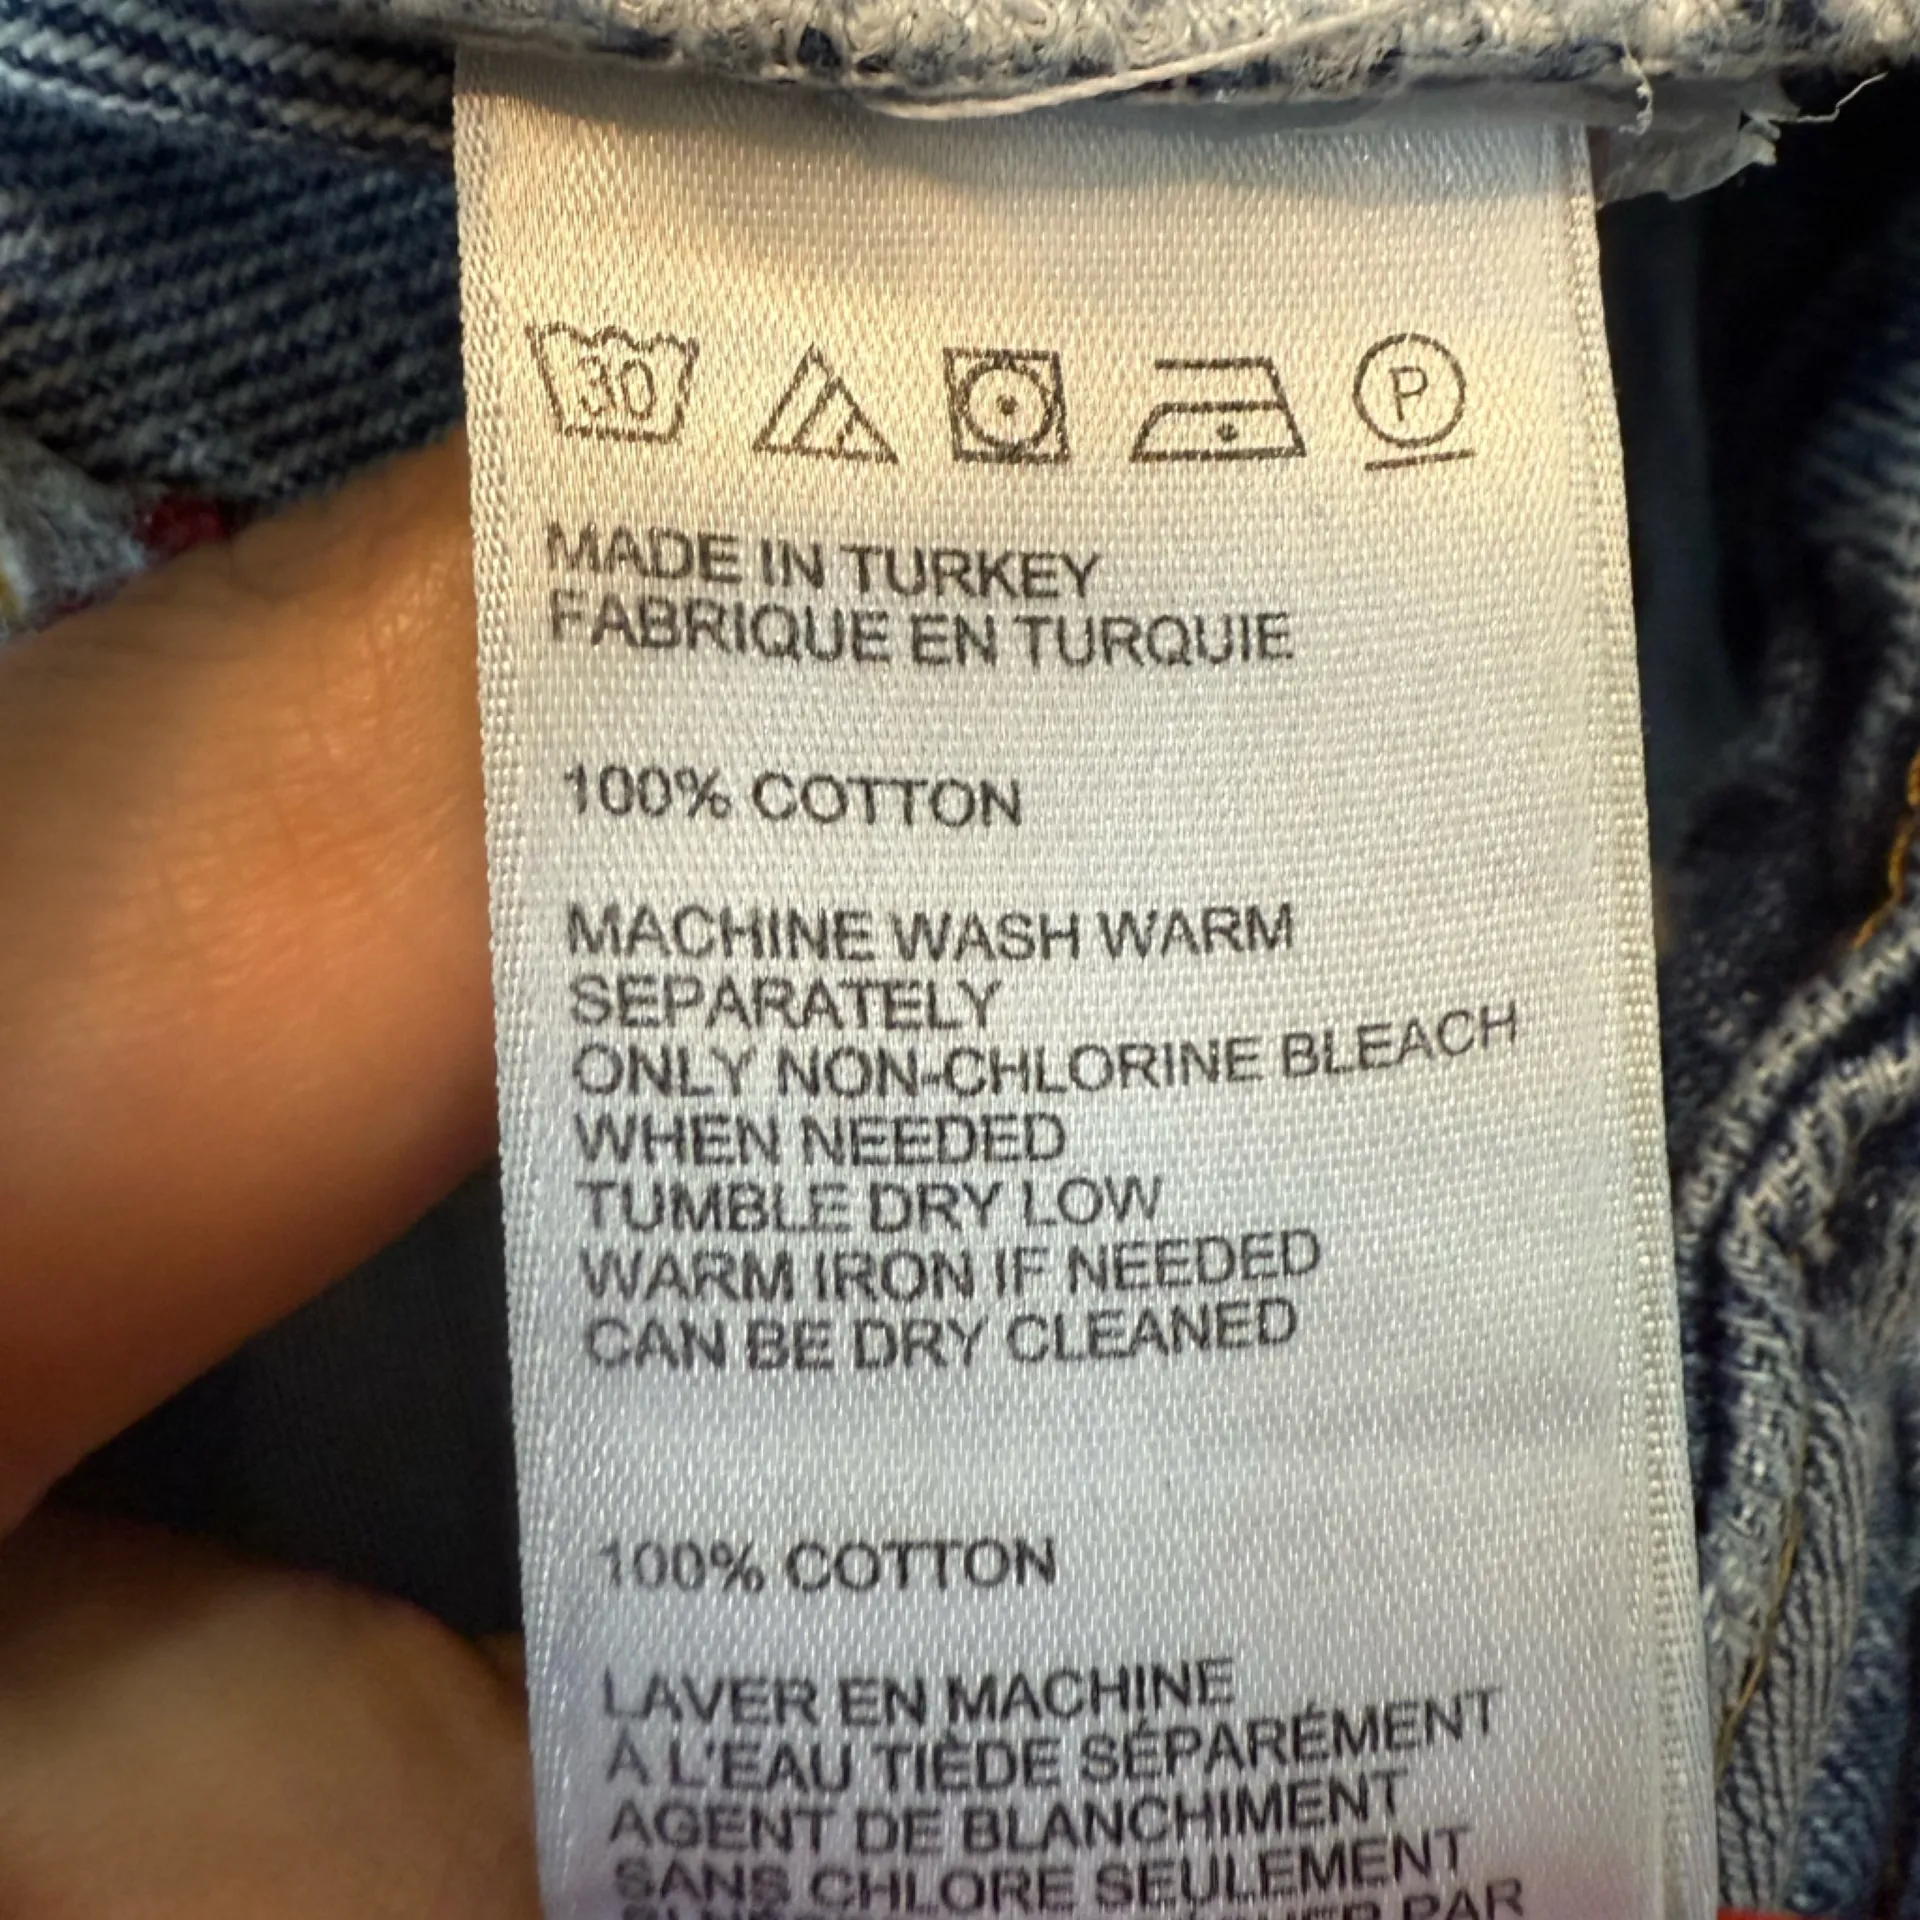 30
P
MADE IN TURKEY
FABRIQUE EN TURQUIE
100% COTTON
MACHINE WASH WARM
SEPARATELY
ONLY NON-CHLORINE BLEACH
WHEN NEEDED
TUMBLE DRY LOW
WARM IRON IF NEEDED
CAN BE DRY CLEANED
100% COTTON
LAVER EN MACHINE
À L'EAU TIÈDE SÉPARÉMENT
AGENT DE BLANCHIMENT
SANS CHLORE SEULEMENT
PAR